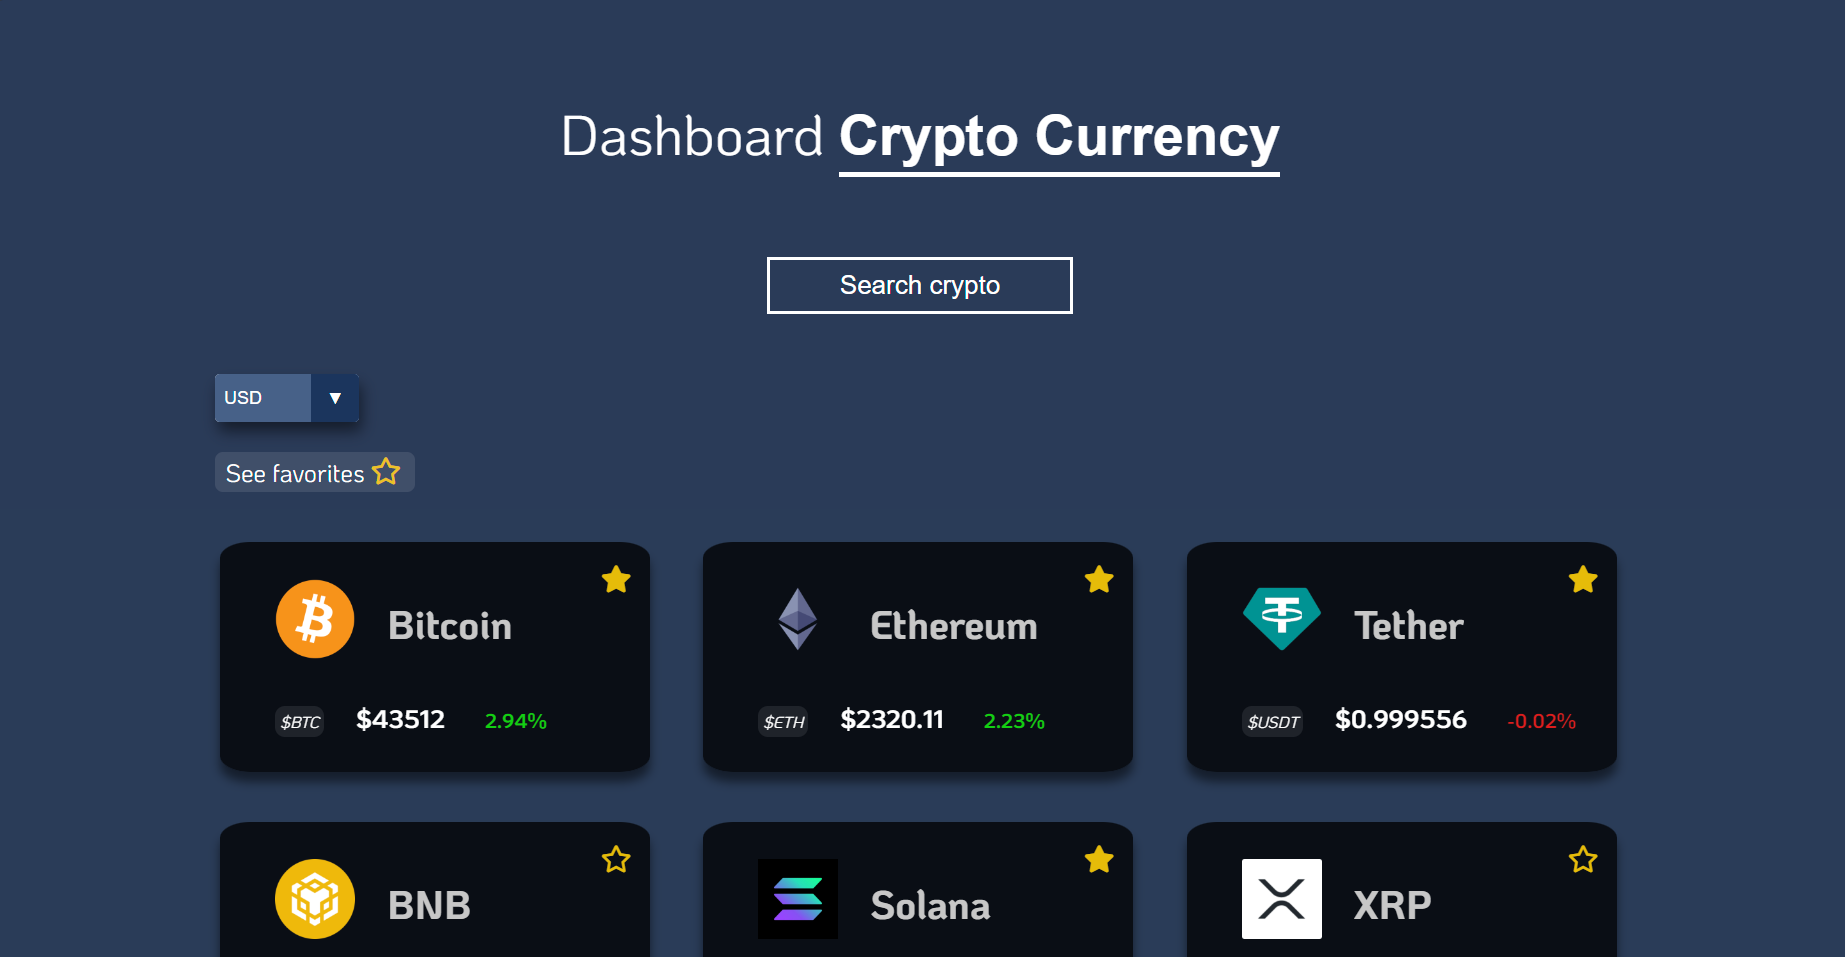 Dashboard Crypto Currency
Search crypto
USD ▼
See favorites
Bitcoin
$BTC $43512 2.94%
Ethereum
$ETH $2320.11 2.23%
Tether
$USDT $0.999556 -0.02%
BNB
Solana
XRP